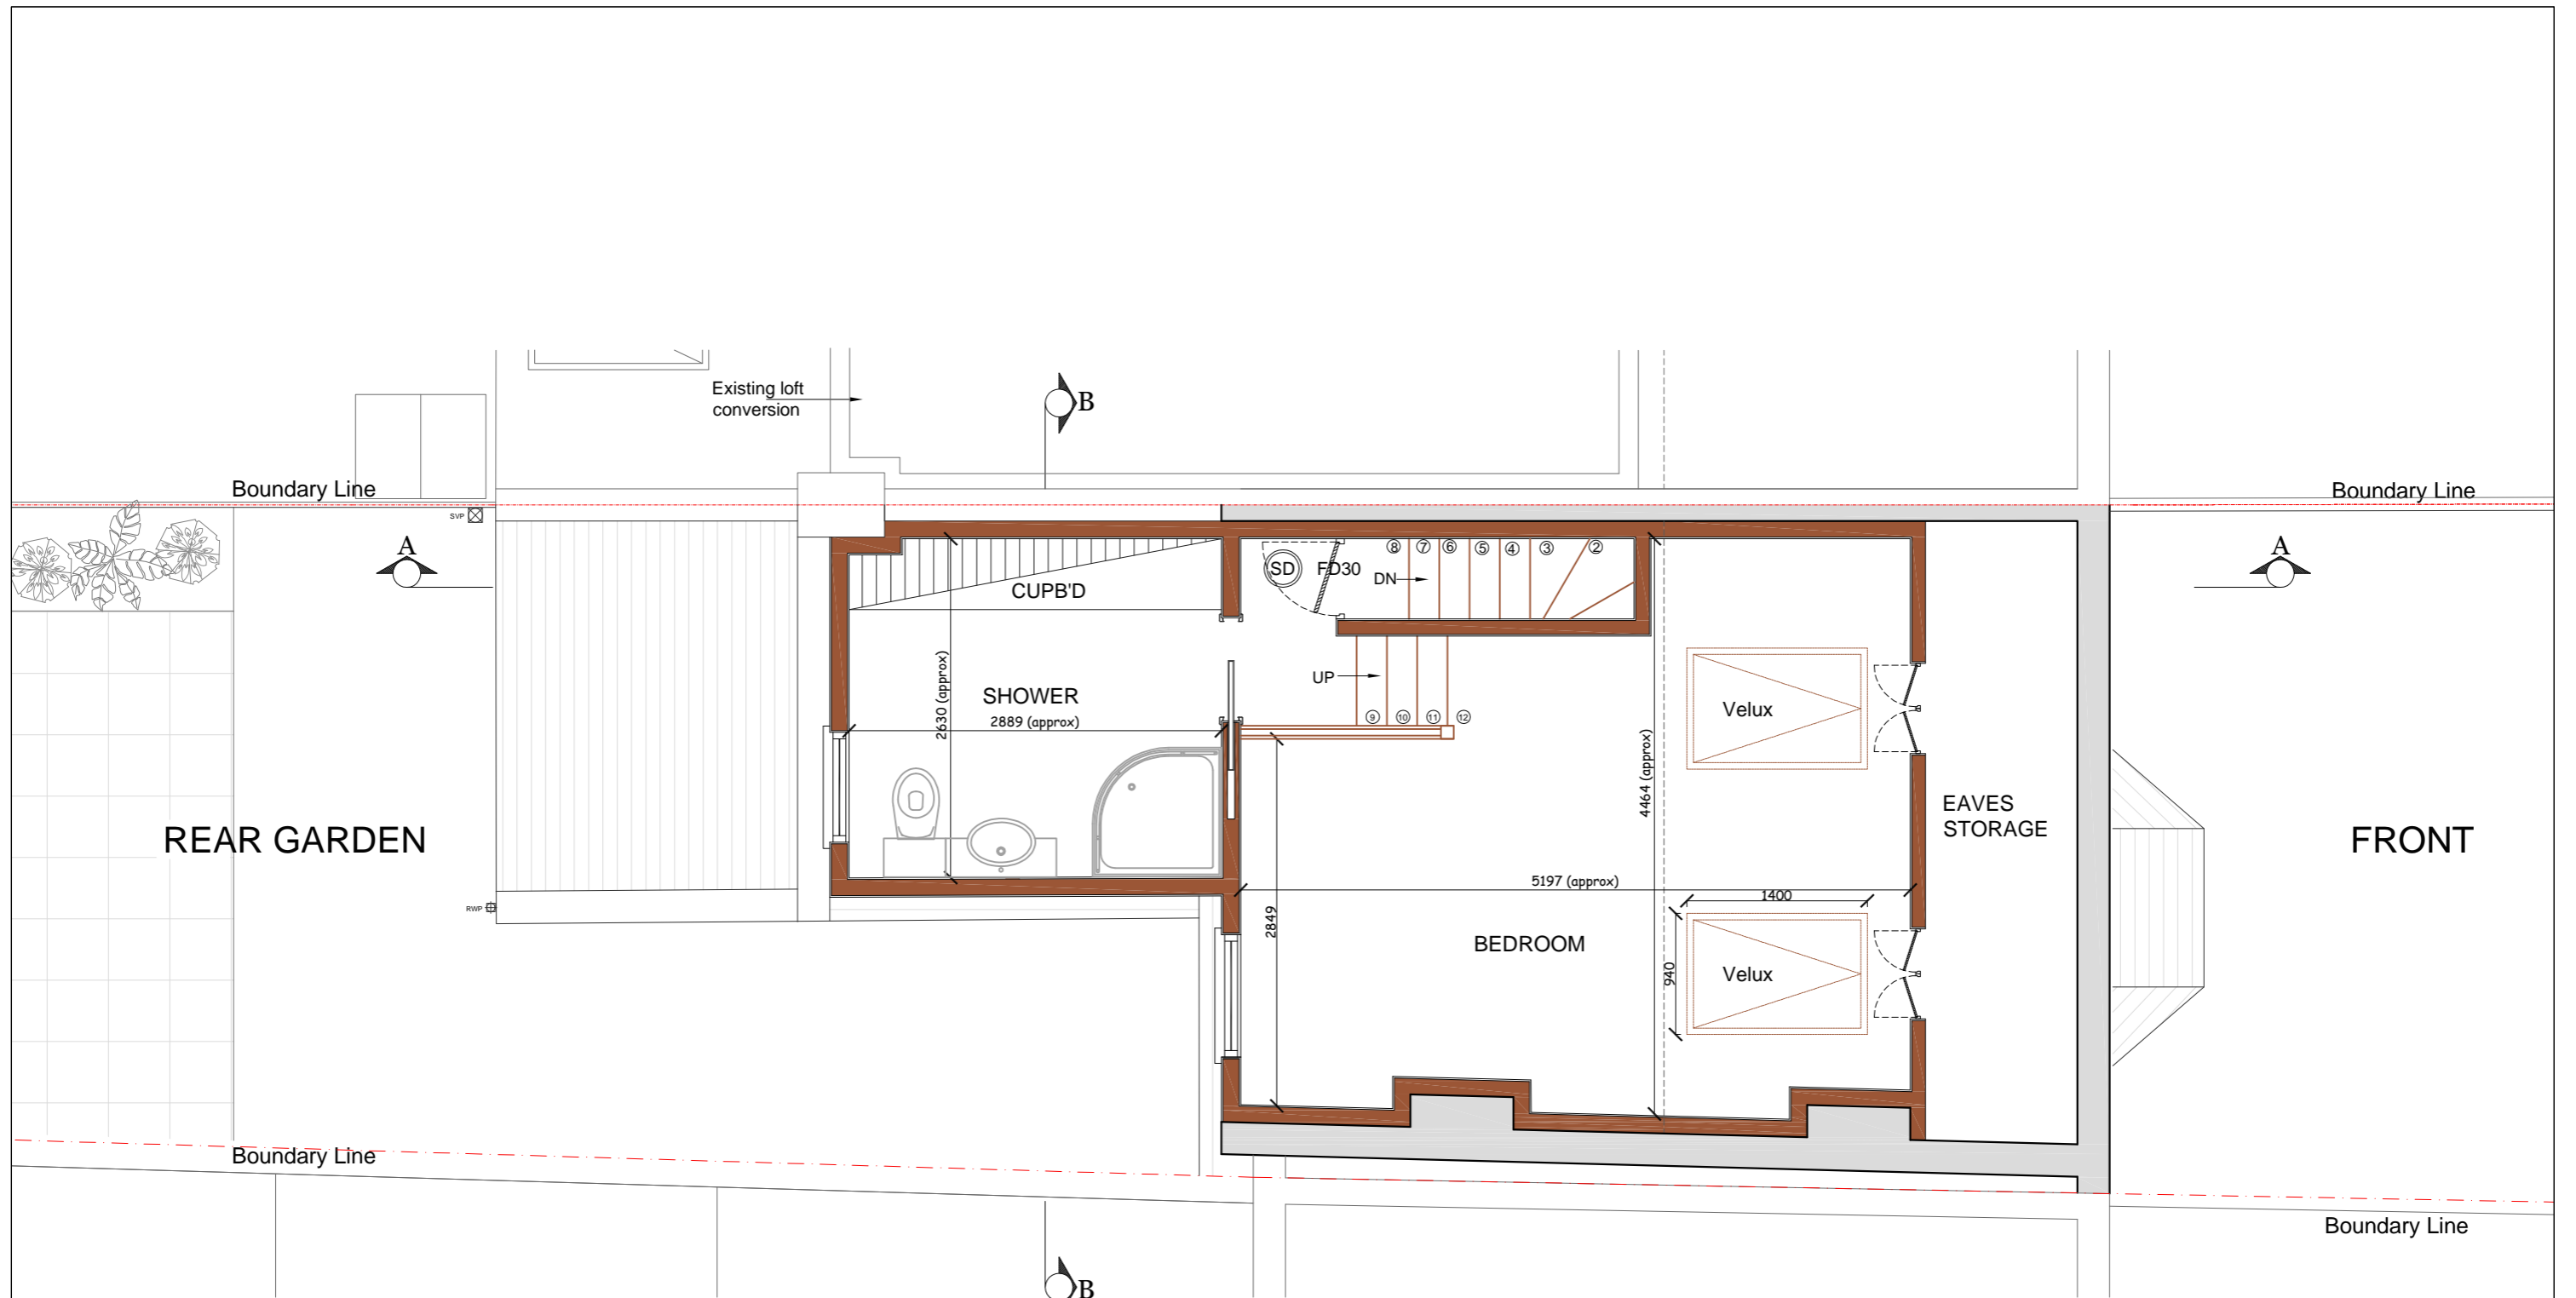 Existing loft
conversion
B
Boundary Line
Boundary Line
SVP
A
A
CUPB'D
SD
FD30
DN
⑧
⑦
⑥
⑤
④
③
②
UP
⑨
⑩
⑪
⑫
SHOWER
2889 (approx)
2630 (approx)
4464 (approx)
Velux
EAVES
STORAGE
REAR GARDEN
FRONT
RWP
5197 (approx)
1400
2849
BEDROOM
940
Velux
Boundary Line
Boundary Line
B